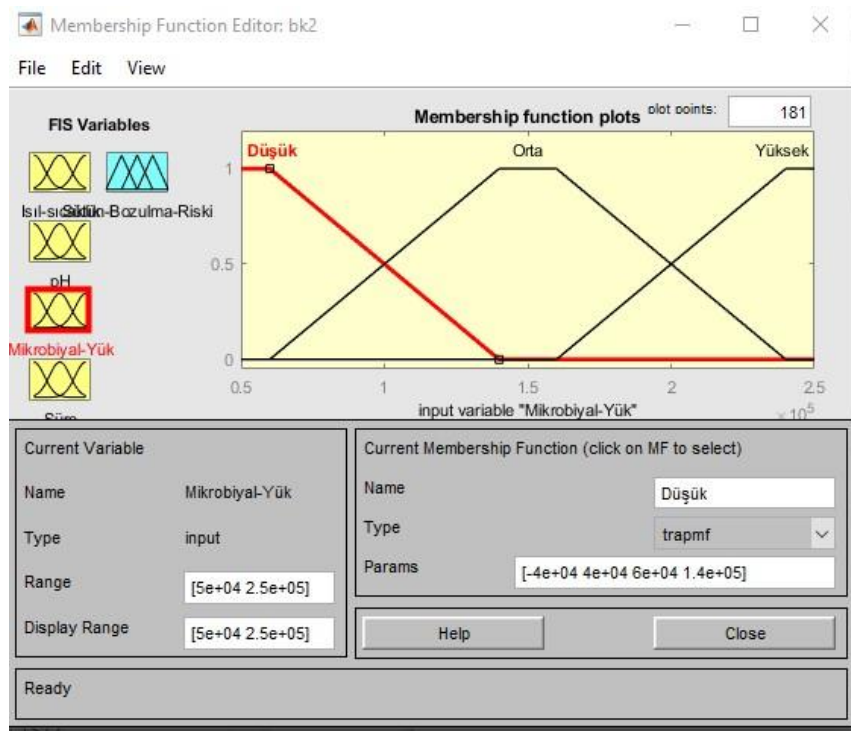 Membership Function Editor: bk2
File Edit View
FIS Variables
Membership function plots
plot points:
181
pH
Mikrobiyal-Yük
Düşük
Orta
Yüksek
1
0.5
0
0.5 1 1.5 2 2.5
input variable "Mikrobiyal-Yük"
× 10^5
Current Variable
Name Mikrobiyal-Yük
Type input
Range [5e+04 2.5e+05]
Display Range [5e+04 2.5e+05]
Current Membership Function (click on MF to select)
Name Düşük
Type trapmf
Params [-4e+04 4e+04 6e+04 1.4e+05]
Help Close
Ready